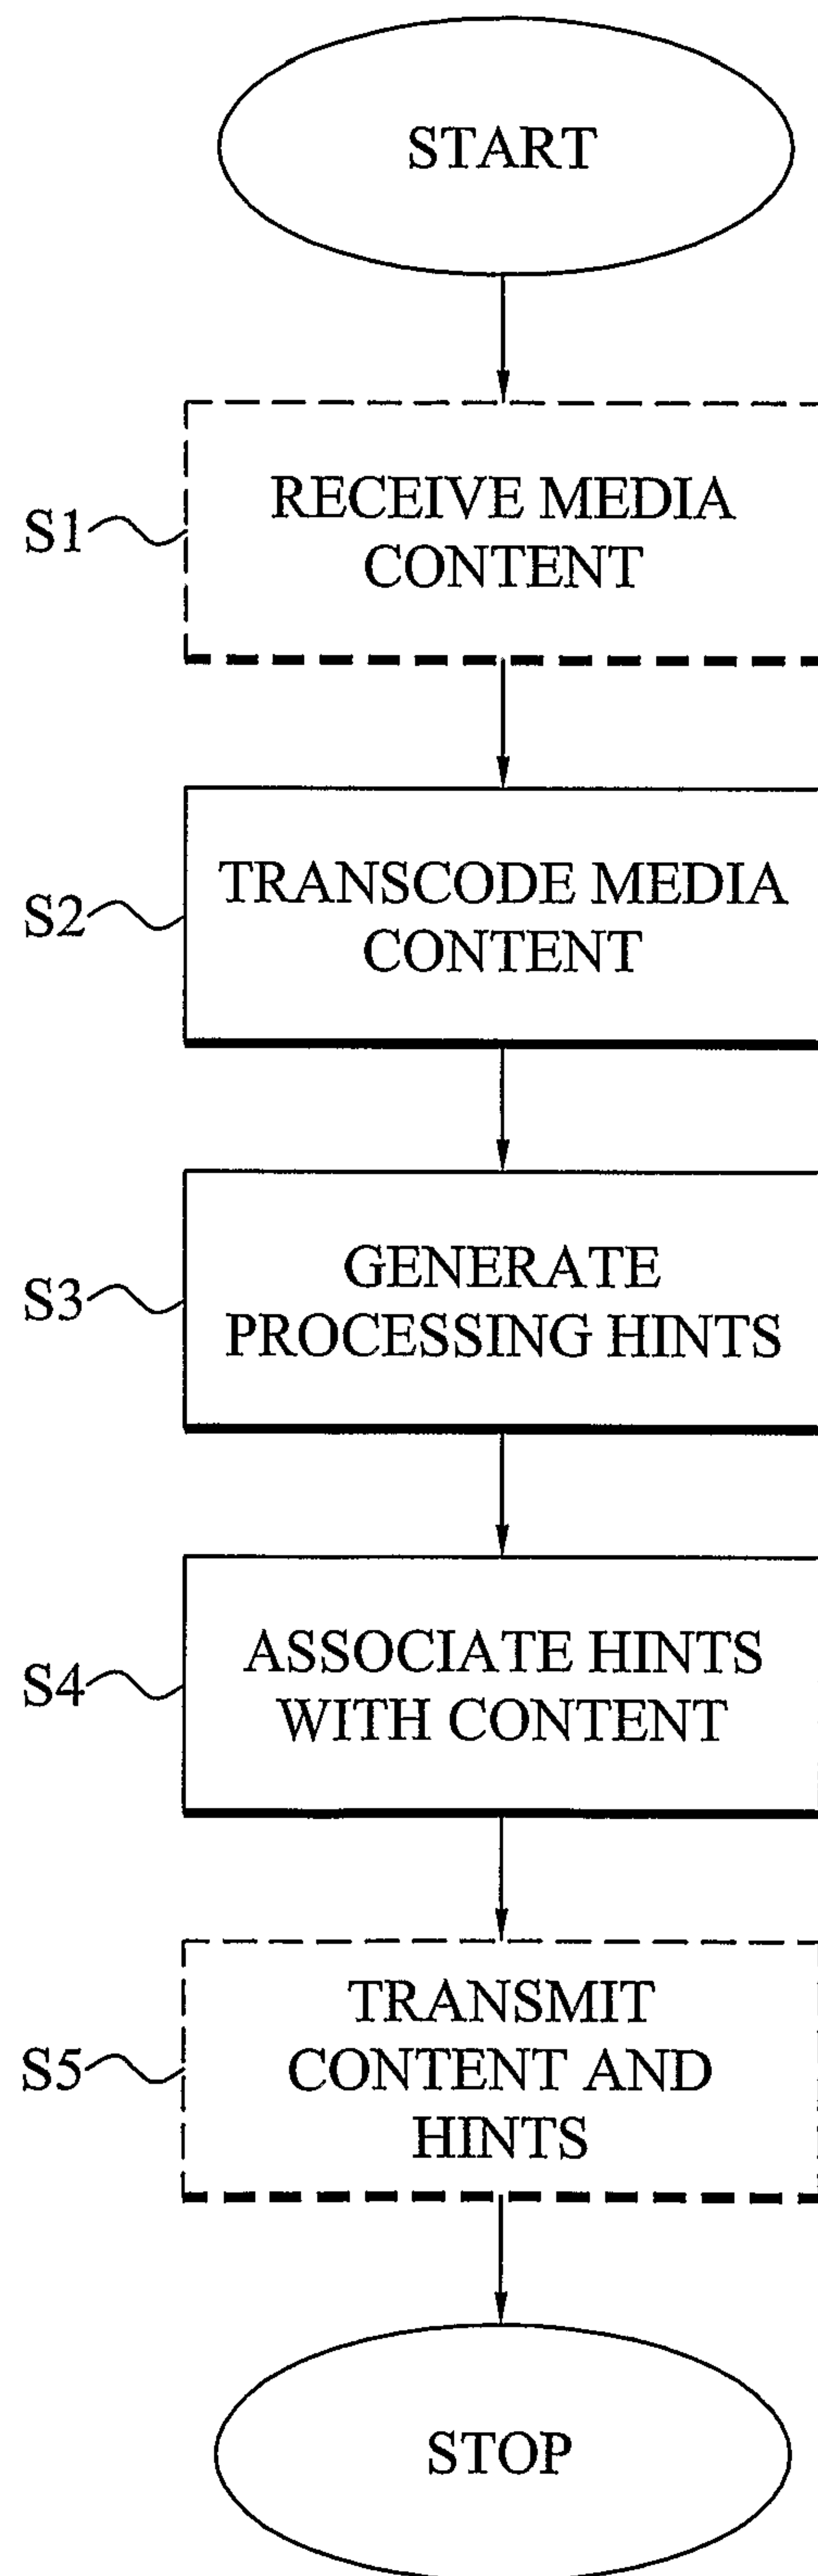 START
S1
RECEIVE MEDIA
CONTENT
S2
TRANSCODE MEDIA
CONTENT
S3
GENERATE
PROCESSING HINTS
S4
ASSOCIATE HINTS
WITH CONTENT
S5
TRANSMIT
CONTENT AND
HINTS
STOP